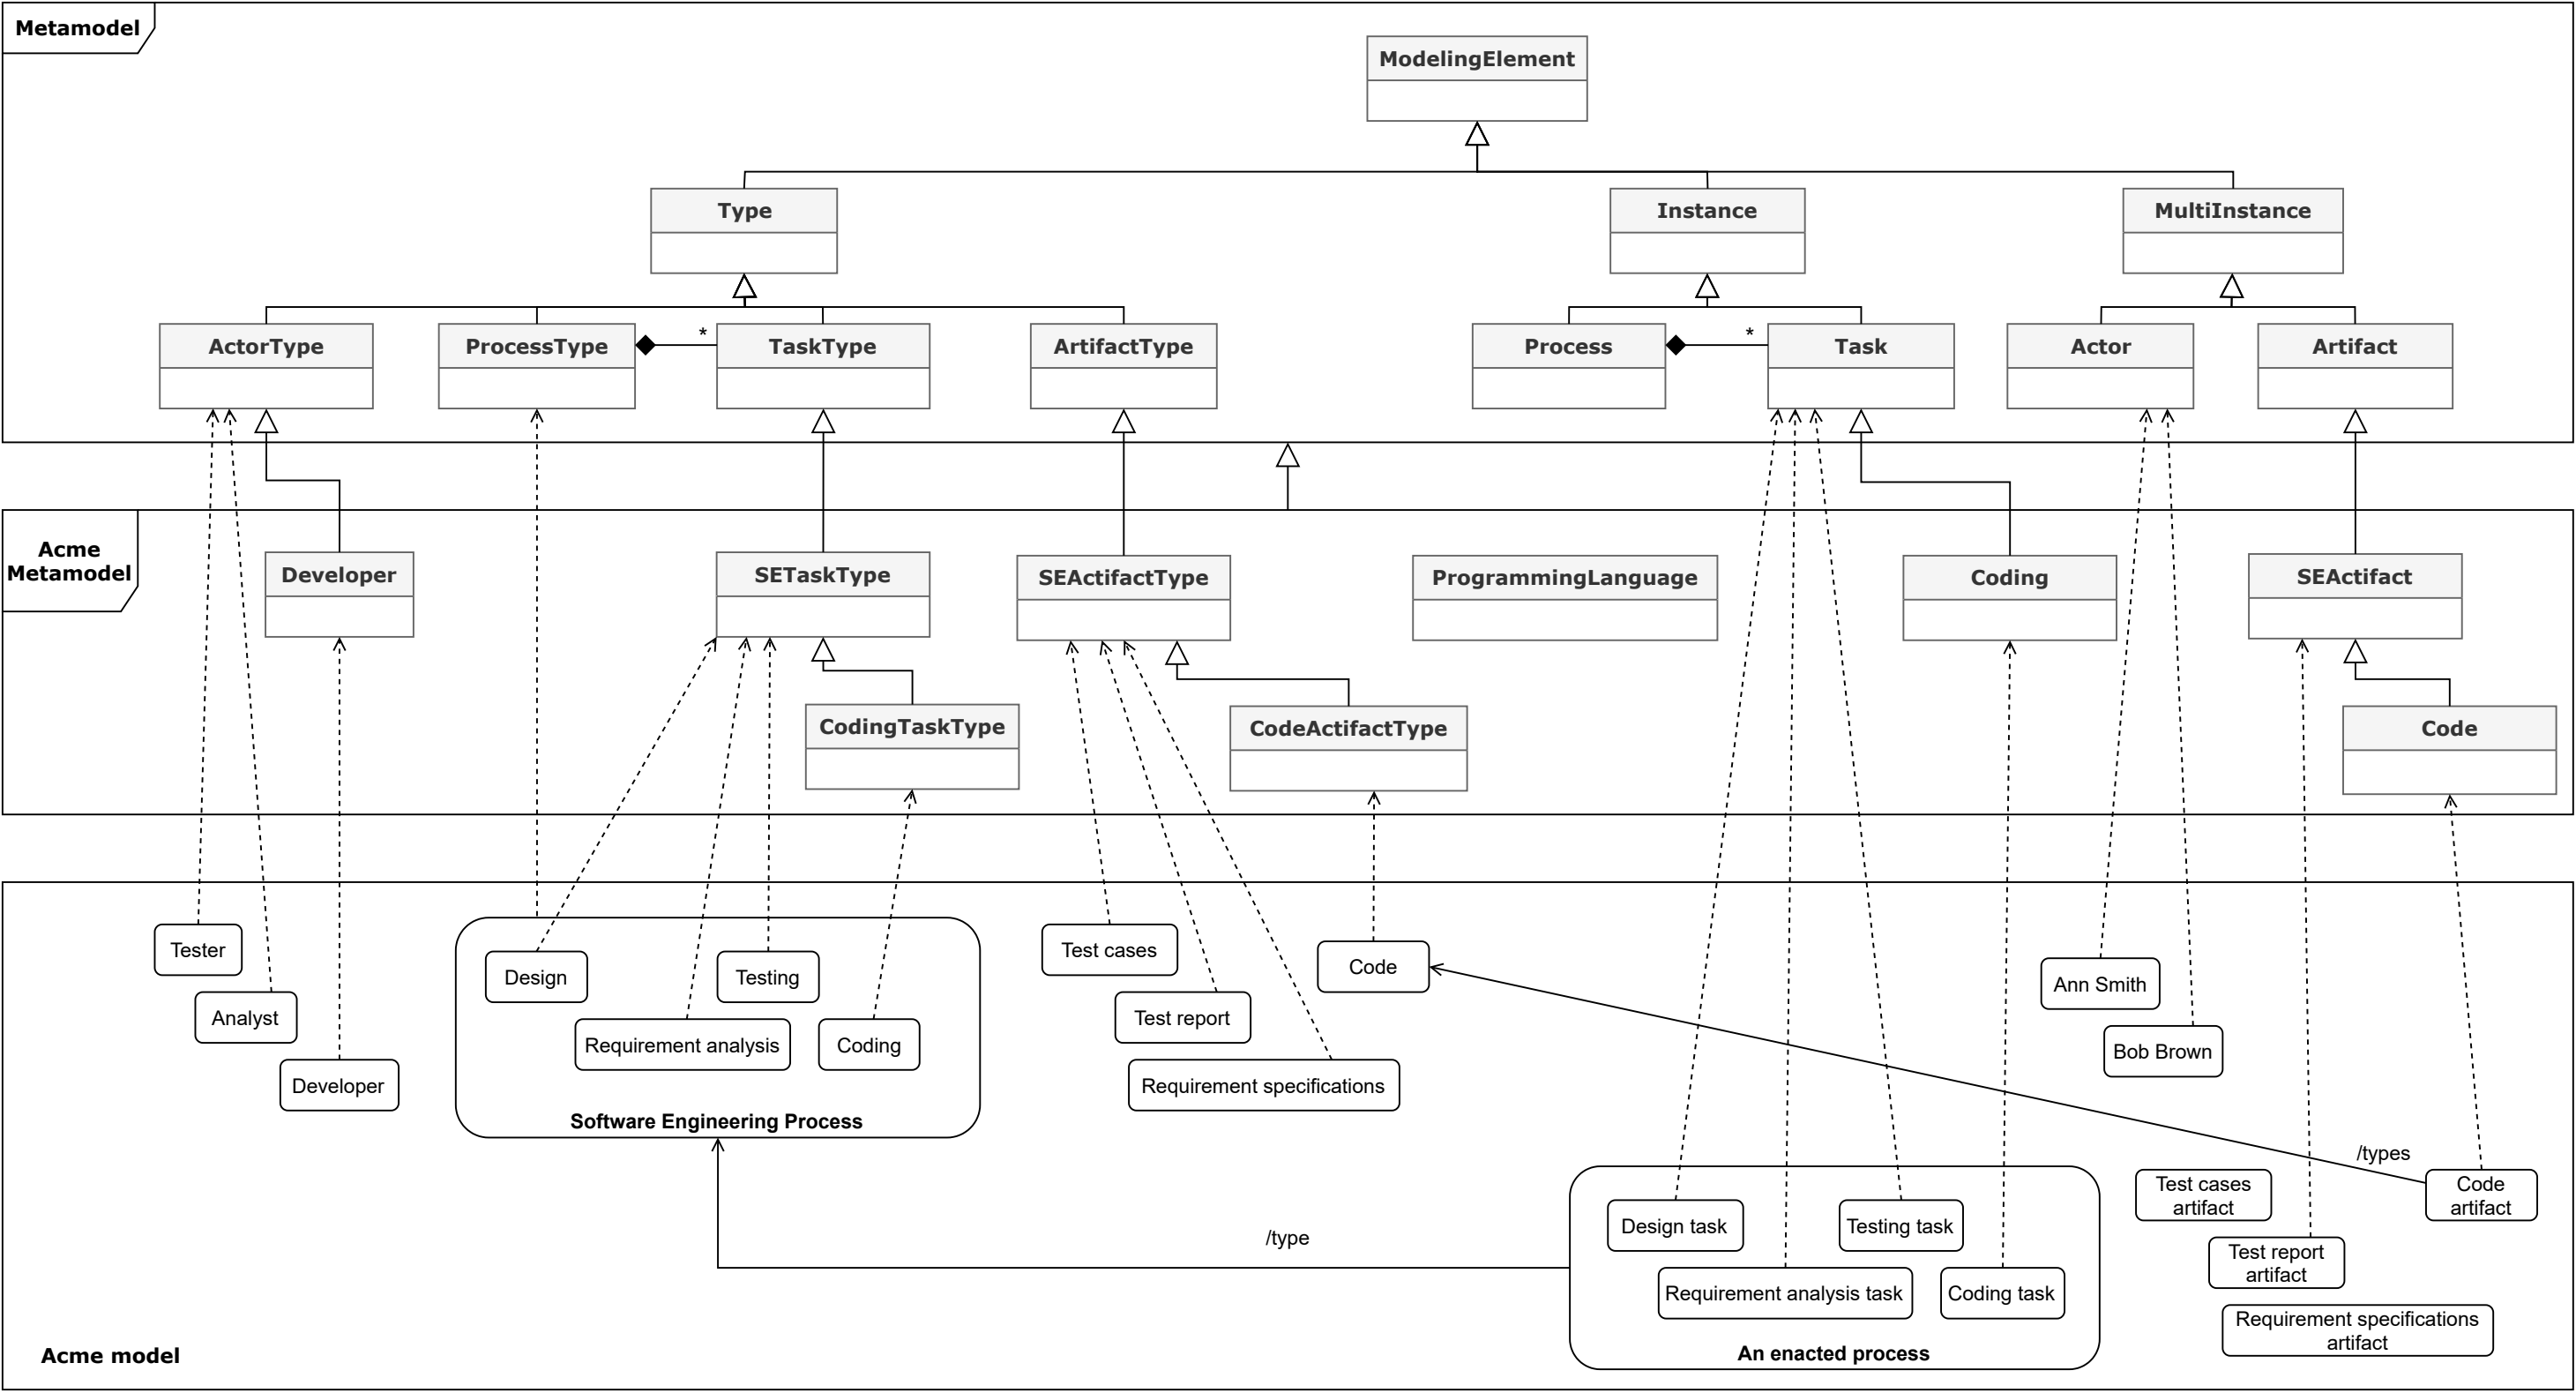 Metamodel
ModelingElement
Type
Instance
MultiInstance
ActorType
ProcessType
*
TaskType
ArtifactType
Process
*
Task
Actor
Artifact
Acme
Metamodel
Developer
SETaskType
SEActifactType
ProgrammingLanguage
Coding
SEActifact
CodingTaskType
CodeActifactType
Code
Tester
Analyst
Developer
Design
Testing
Requirement analysis
Coding
Software Engineering Process
Test cases
Test report
Requirement specifications
Code
Ann Smith
Bob Brown
/types
/type
Design task
Testing task
Requirement analysis task
Coding task
An enacted process
Test cases
artifact
Code
artifact
Test report
artifact
Requirement specifications
artifact
Acme model